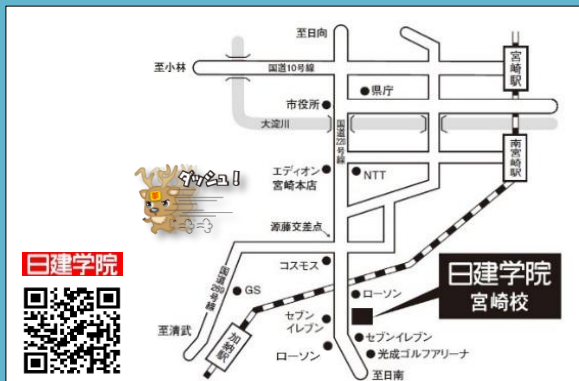 至日向
至小林
国道10号線
宮崎駅
県庁
市役所
大淀川
国道220号線
南宮崎駅
ダッシュ!
エディオン
宮崎本店
NTT
源藤交差点
日建学院
コスモス
国道269号線
GS
ローソン
日建学院
宮崎校
セブン
イレブン
至清武
加納駅
セブンイレブン
ローソン
光成ゴルフアリーナ
至日南